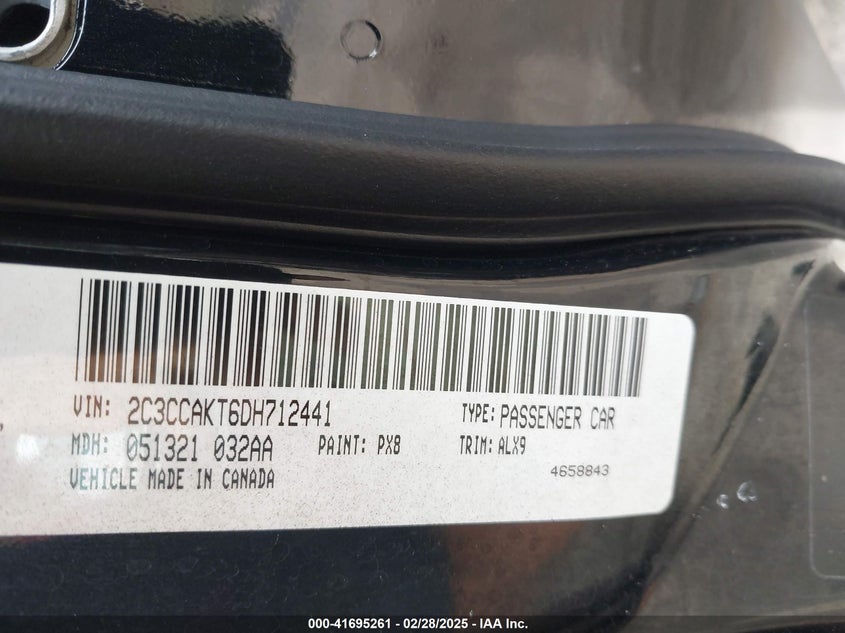 VIN: 2C3CCAKT6DH712441 TYPE: PASSENGER CAR
MDH: 051321 032AA PAINT: PX8 TRIM: ALX9
VEHICLE MADE IN CANADA 4658843
000-41695261 - 02/28/2025 - IAA Inc.